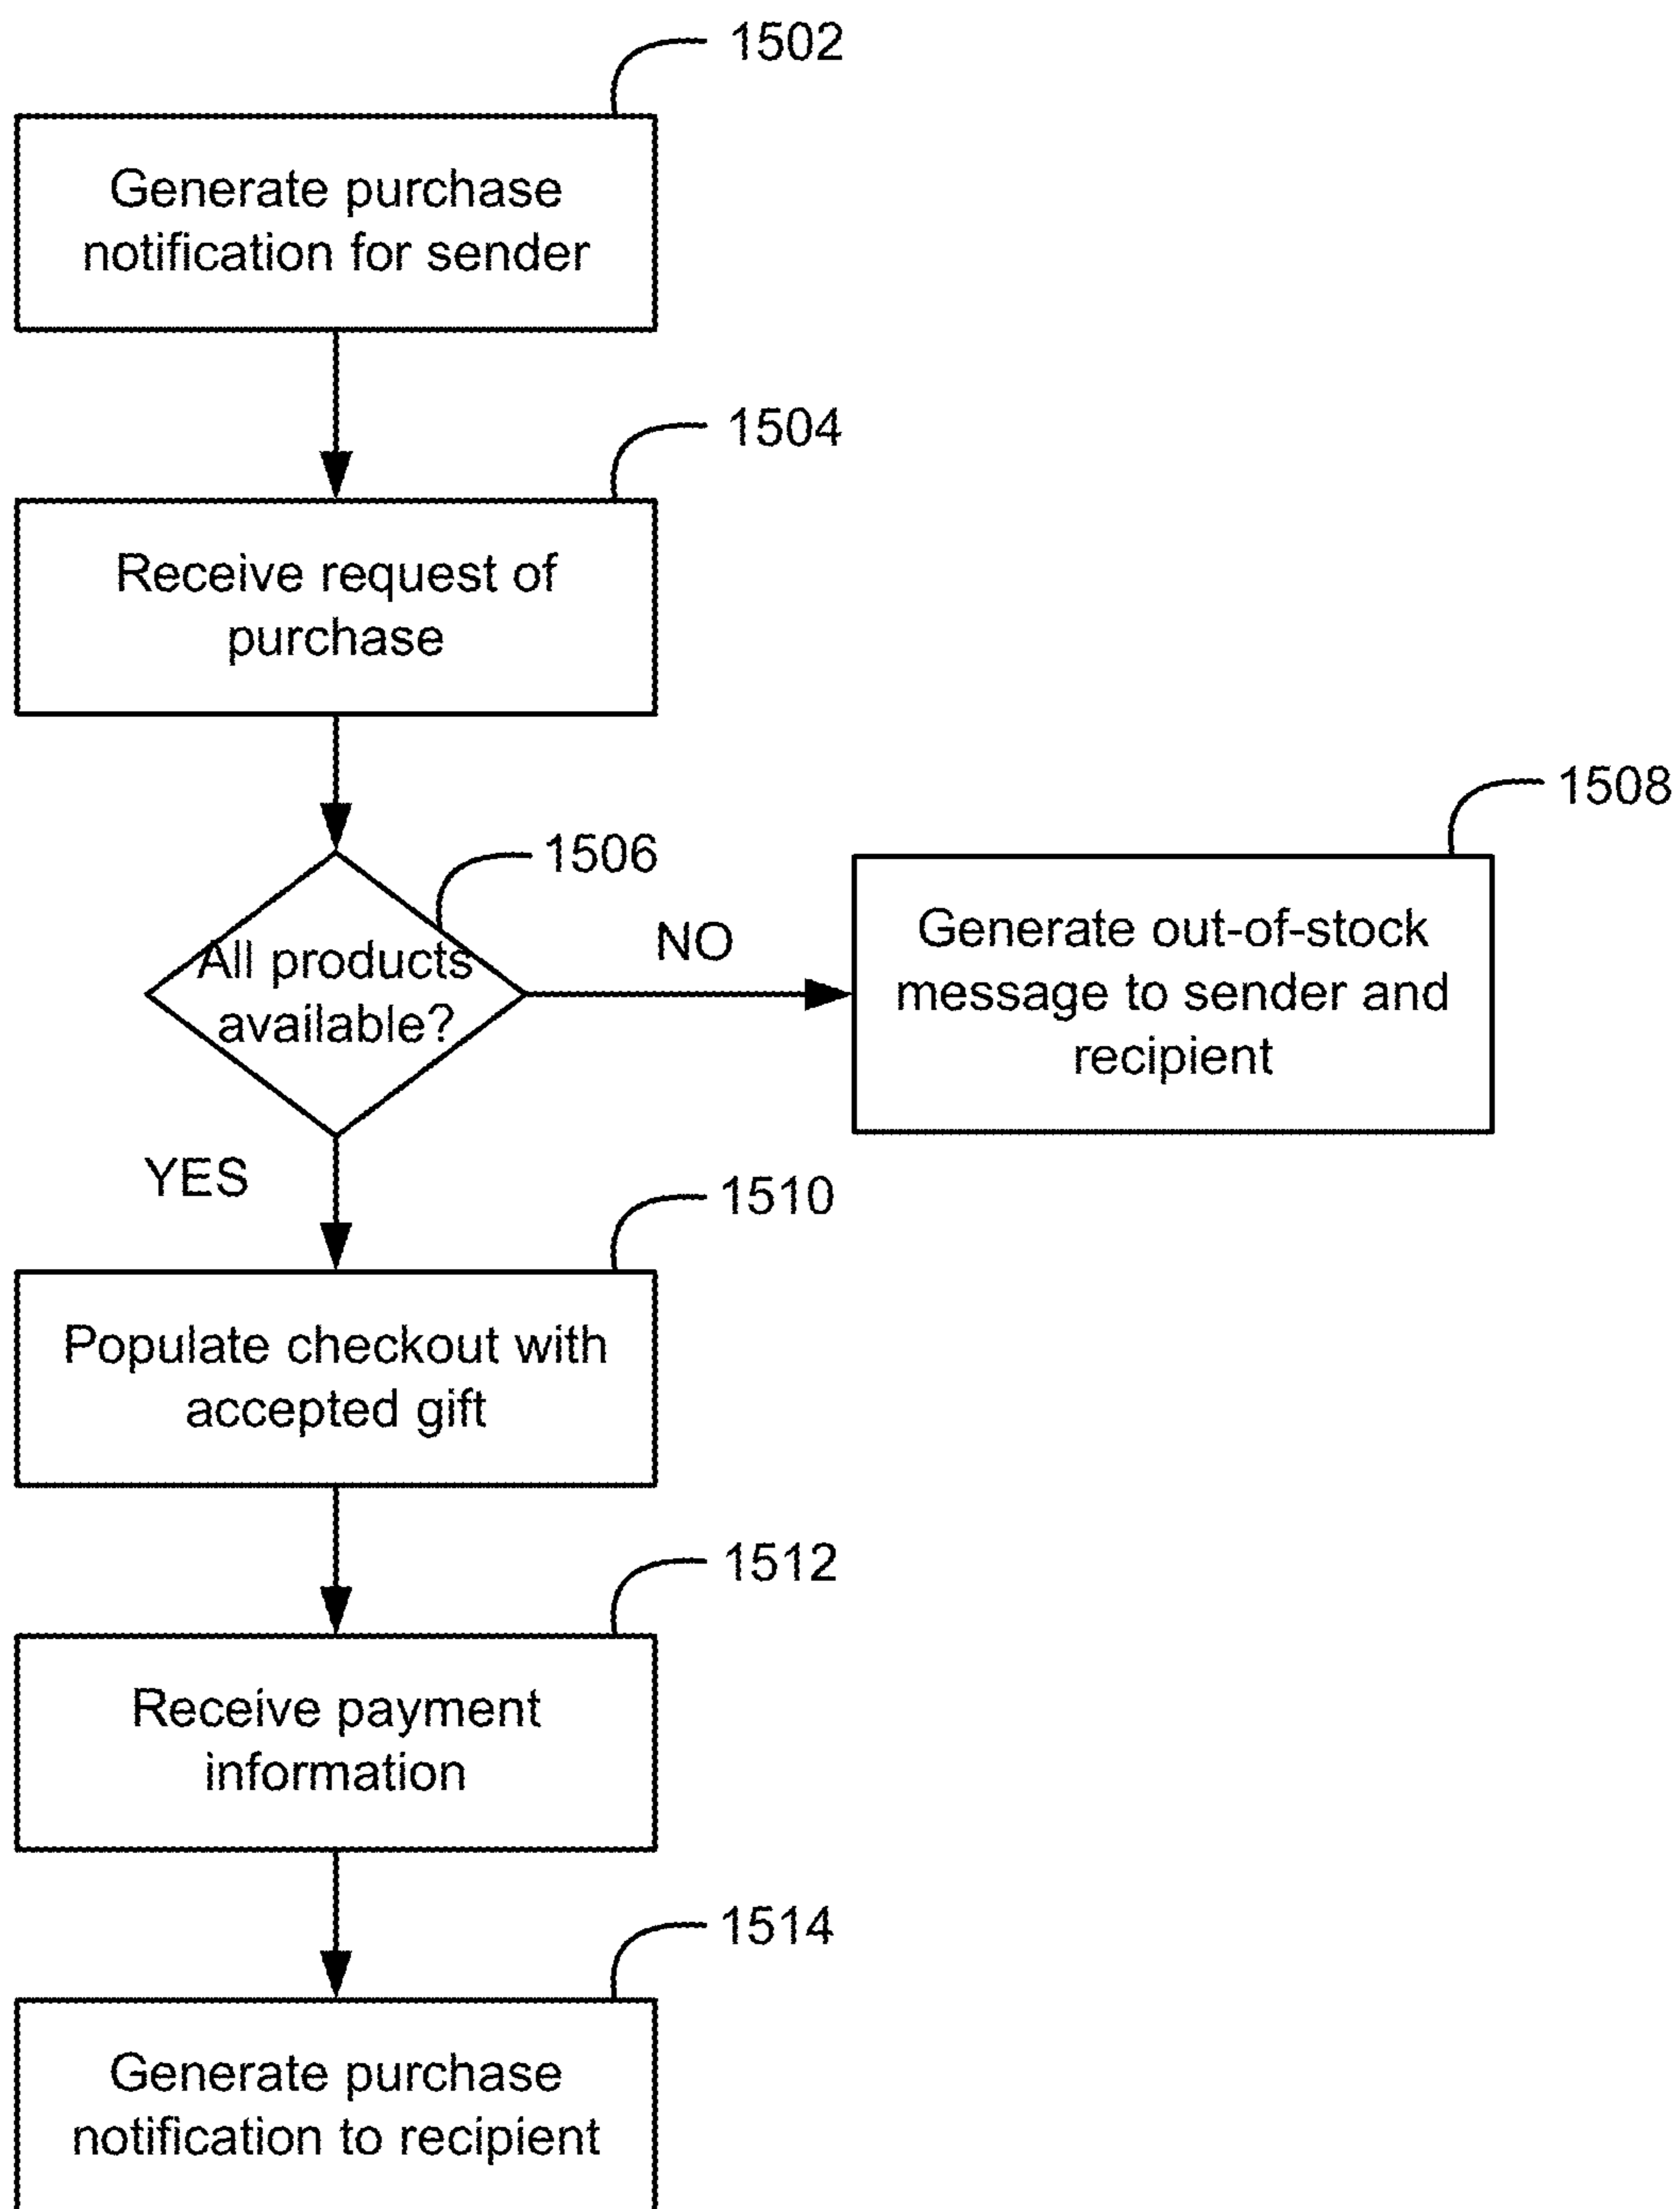 1502
Generate purchase
notification for sender
1504
Receive request of
purchase
1506
All products
available?
NO
1508
Generate out-of-stock
message to sender and
recipient
YES
1510
Populate checkout with
accepted gift
1512
Receive payment
information
1514
Generate purchase
notification to recipient